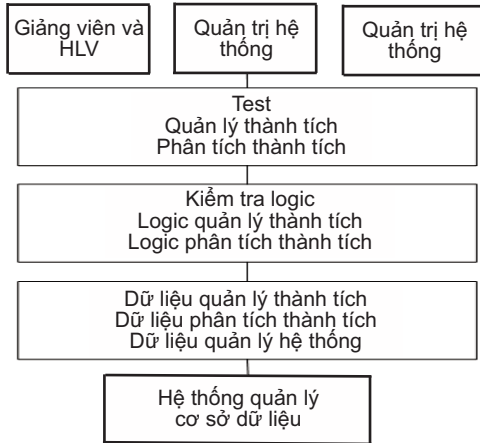 Giảng viên và
HLV
Quản trị hệ
thống
Quản trị hệ
thống
Test
Quản lý thành tích
Phân tích thành tích
Kiểm tra logic
Logic quản lý thành tích
Logic phân tích thành tích
Dữ liệu quản lý thành tích
Dữ liệu phân tích thành tích
Dữ liệu quản lý hệ thống
Hệ thống quản lý
cơ sở dữ liệu